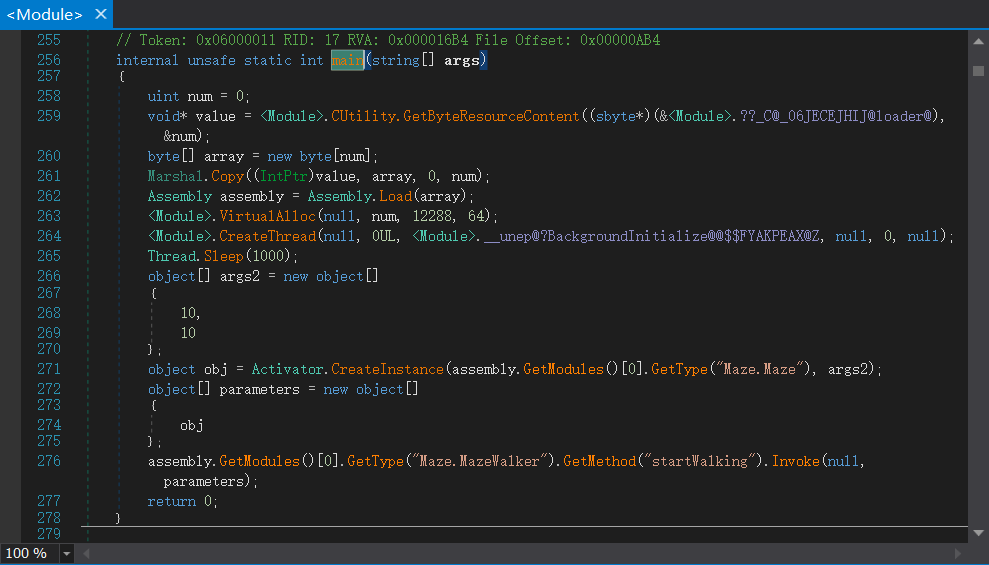 <Module> ✕
255 // Token: 0x06000011 RID: 17 RVA: 0x000016B4 File Offset: 0x00000AB4
256 internal unsafe static int main(string[] args)
257 {
258 uint num = 0;
259 void* value = <Module>.CUtility.GetByteResourceContent((sbyte*)(&<Module>.??_C@_06JECEJHIJ@loader@),
&num);
260 byte[] array = new byte[num];
261 Marshal.Copy((IntPtr)value, array, 0, num);
262 Assembly assembly = Assembly.Load(array);
263 <Module>.VirtualAlloc(null, num, 12288, 64);
264 <Module>.CreateThread(null, 0UL, <Module>.__unep@?BackgroundInitialize@@$$FYAKPEAX@Z, null, 0, null);
265 Thread.Sleep(1000);
266 object[] args2 = new object[]
267 {
268 10,
269 10
270 };
271 object obj = Activator.CreateInstance(assembly.GetModules()[0].GetType("Maze.Maze"), args2);
272 object[] parameters = new object[]
273 {
274 obj
275 };
276 assembly.GetModules()[0].GetType("Maze.MazeWalker").GetMethod("startWalking").Invoke(null,
parameters);
277 return 0;
278 }
279
100 %